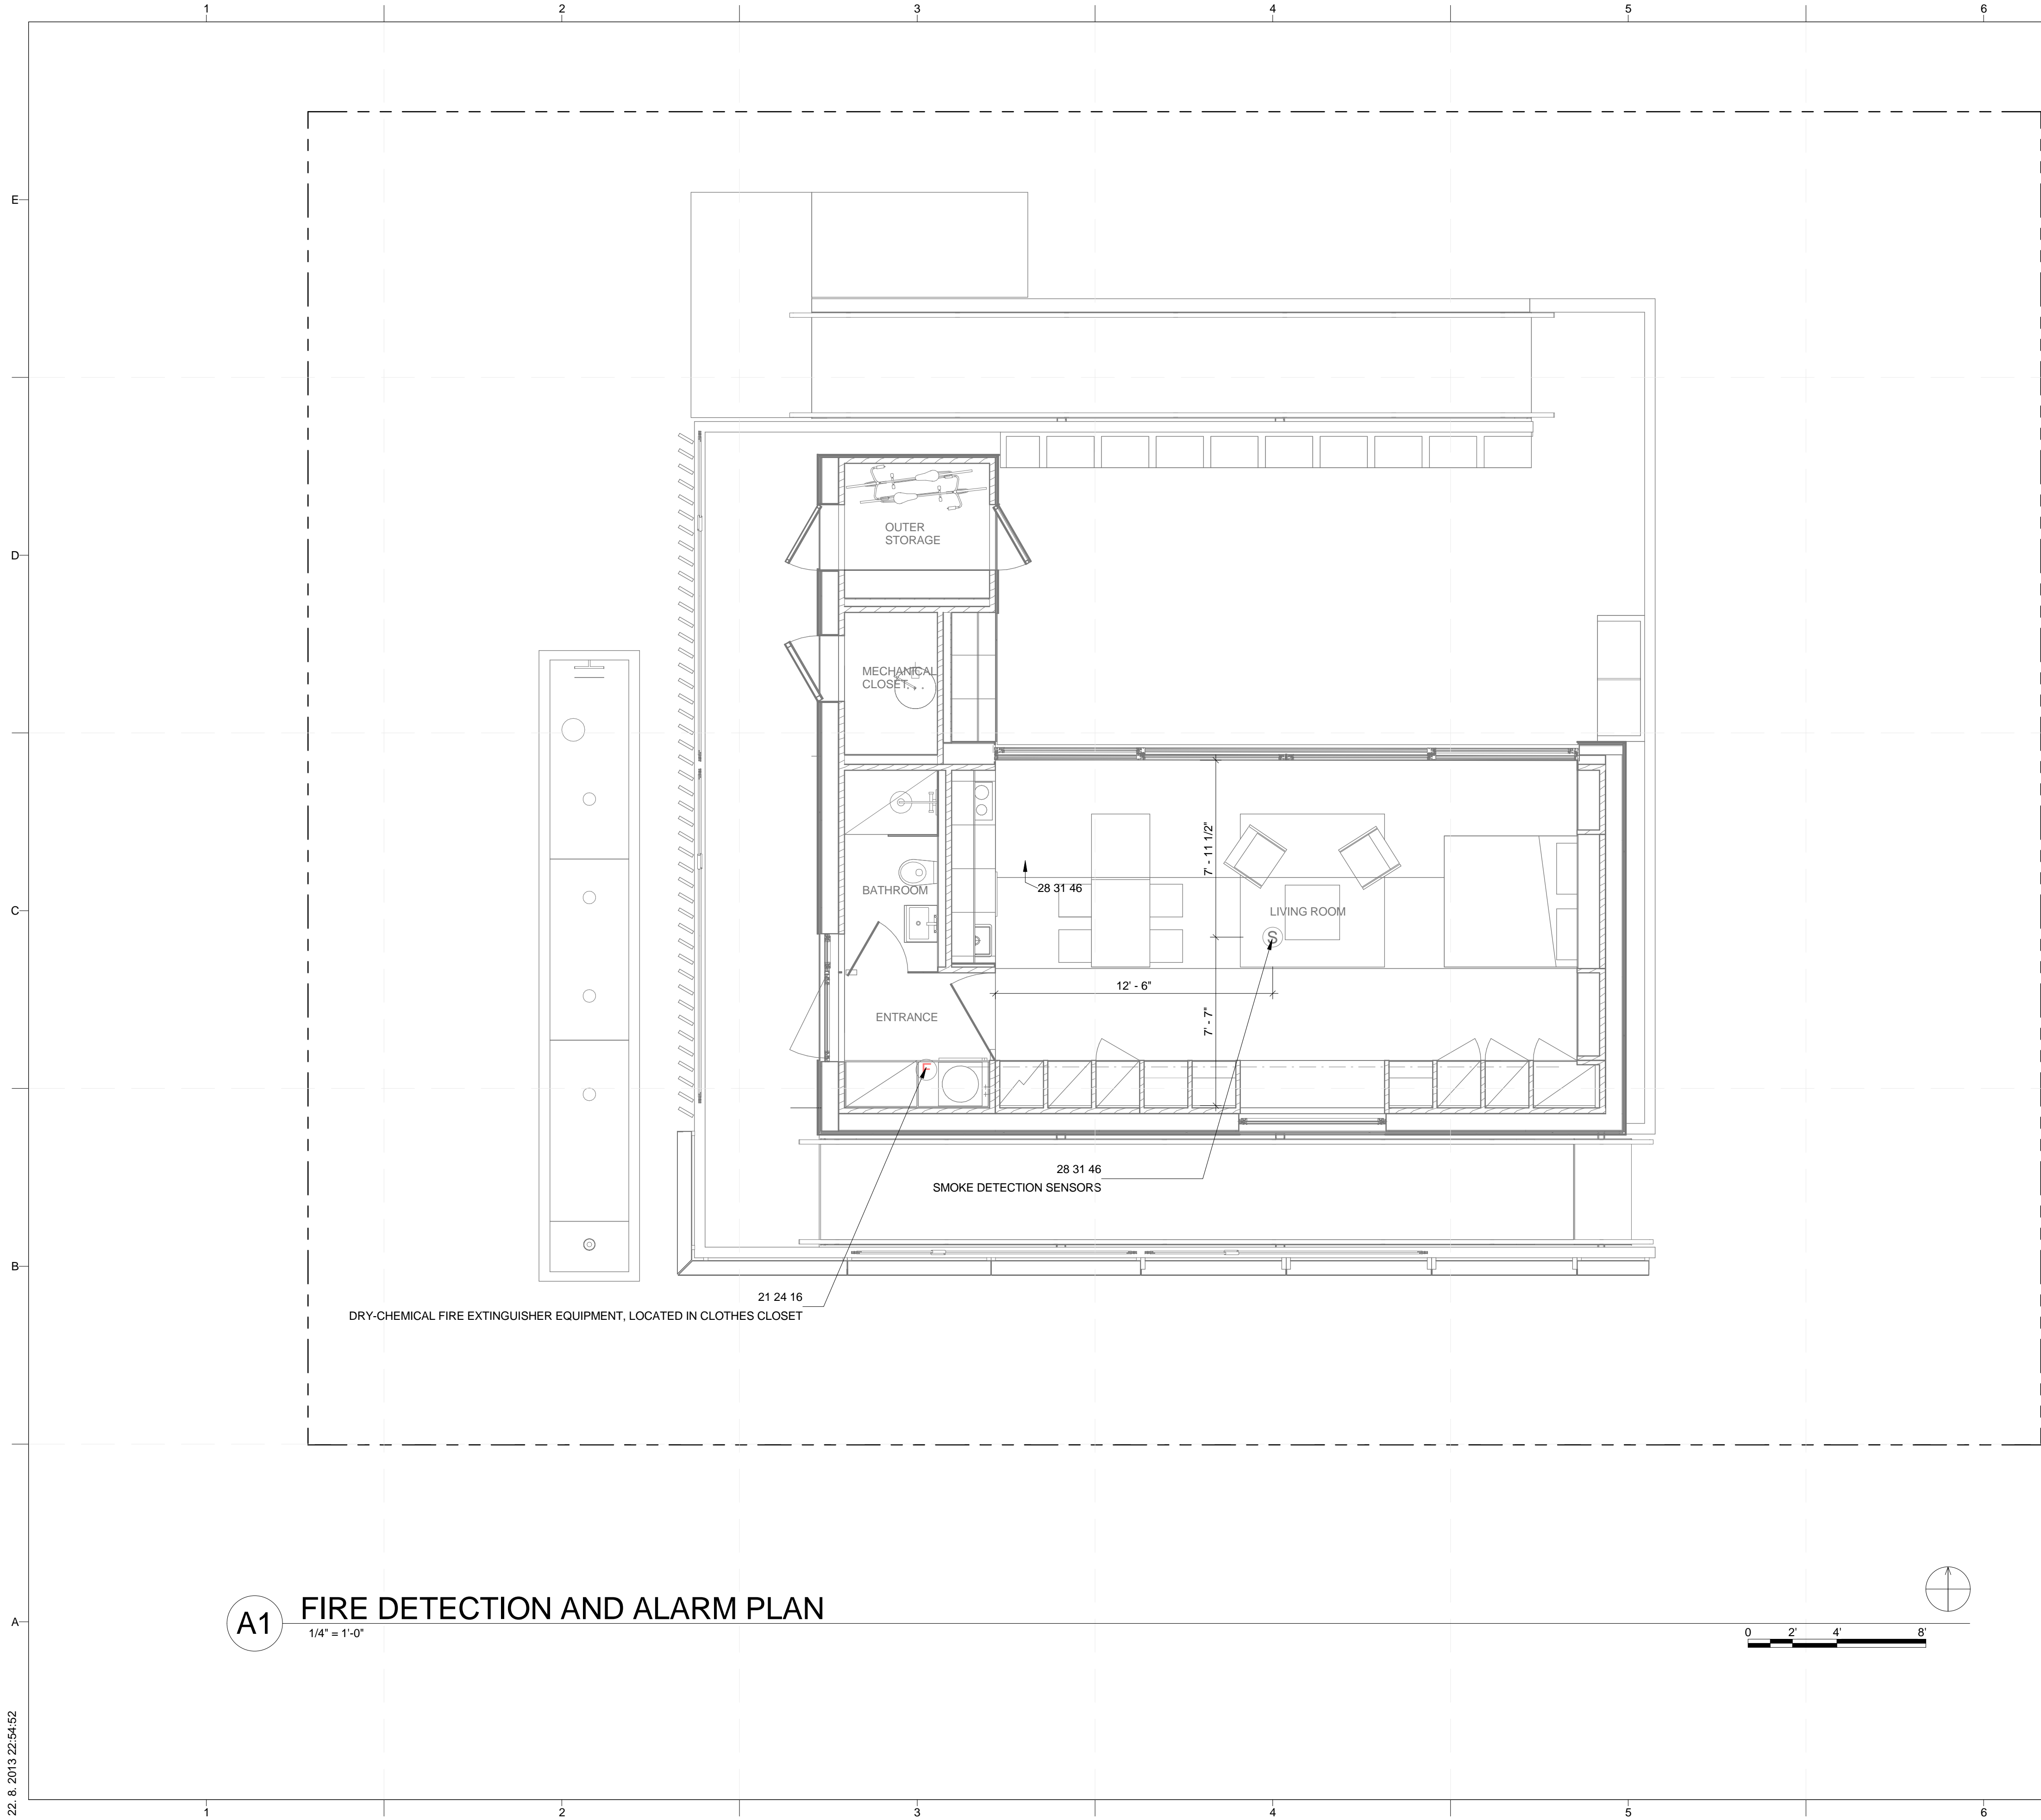 1 2 3 4 5 6
E
D
C
B
A
OUTER
STORAGE
MECHANICAL
CLOSET
7' - 11 1/2"
BATHROOM
28 31 46
LIVING ROOM
S
12' - 6"
ENTRANCE
7' - 7"
F
28 31 46
SMOKE DETECTION SENSORS
21 24 16
DRY-CHEMICAL FIRE EXTINGUISHER EQUIPMENT, LOCATED IN CLOTHES CLOSET
A1
FIRE DETECTION AND ALARM PLAN
1/4" = 1'-0"
0 2' 4' 8'
22. 8. 2013 22:54:52
1 2 3 4 5 6